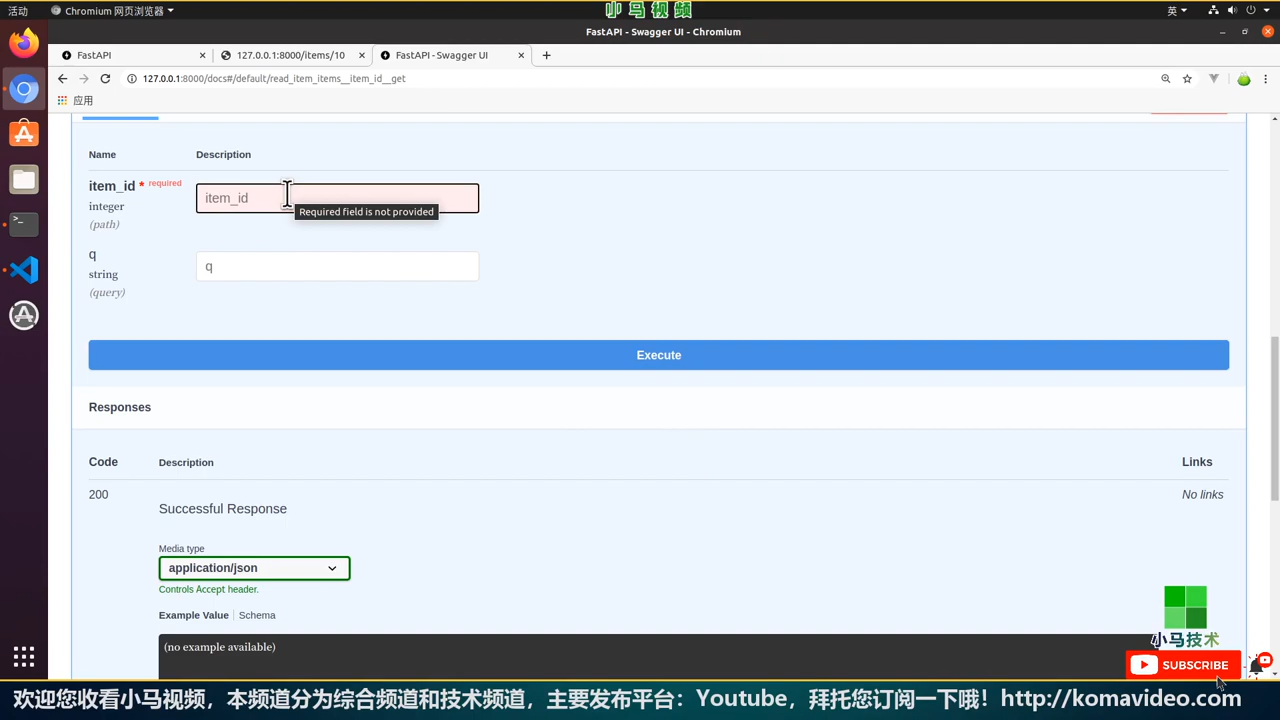 活动
Chromium 网页浏览器
小马视频
英
FastAPI - Swagger UI - Chromium
FastAPI
127.0.0.1:8000/items/10
FastAPI - Swagger UI
127.0.0.1:8000/docs#/default/read_item_items__item_id__get
应用
Name
Description
item_id * required
integer
(path)
item_id
Required field is not provided
q
string
(query)
q
Execute
Responses
Code
Description
Links
200
Successful Response
No links
Media type
application/json
Controls Accept header.
Example Value
Schema
(no example available)
小马技术
SUBSCRIBE
欢迎您收看小马视频，本频道分为综合频道和技术频道，主要发布平台：Youtube，拜托您订阅一下哦！http://komavideo.com